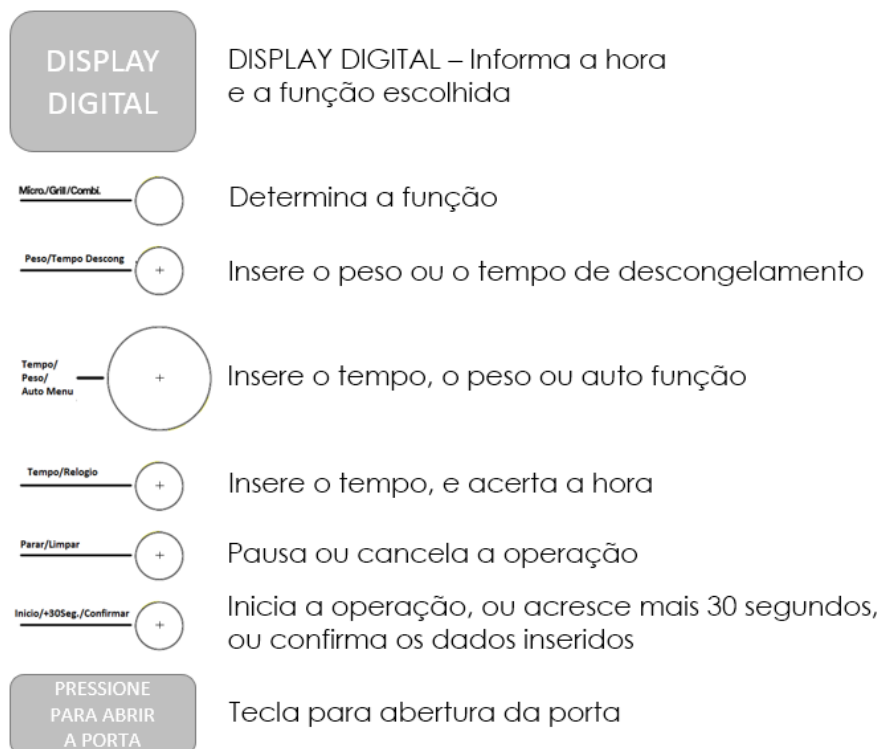 DISPLAY
DIGITAL
DISPLAY DIGITAL – Informa a hora
e a função escolhida
Micro./Grill/Combi.
Determina a função
Peso/Tempo Descong
Insere o peso ou o tempo de descongelamento
Tempo/
Peso/
Auto Menu
Insere o tempo, o peso ou auto função
Tempo/Relogio
Insere o tempo, e acerta a hora
Parar/Limpar
Pausa ou cancela a operação
Inicio/+30Seg./Confirmar
Inicia a operação, ou acresce mais 30 segundos,
ou confirma os dados inseridos
PRESSIONE
PARA ABRIR
A PORTA
Tecla para abertura da porta